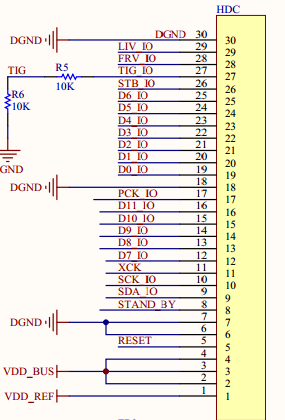 HDC
DGND DGND 30 30
LIV_IO 29 29
FRV_IO 28 28
TIG R5 TIG_IO 27 27
10K
R6
10K
STB_IO 26 26
D6_IO 25 25
D5_IO 24 24
D4_IO 23 23
D3_IO 22 22
D2_IO 21 21
D1_IO 20 20
D0_IO 19 19
GND
DGND 18 18
PCK_IO 17 17
D11_IO 16 16
D10_IO 15 15
D9_IO 14 14
D8_IO 13 13
D7_IO 12 12
XCK 11 11
SCK_IO 10 10
SDA_IO 9 9
STAND_BY 8 8
DGND 7 7
6 6
RESET 5 5
4 4
VDD_BUS 3 3
2 2
VDD_REF 1 1